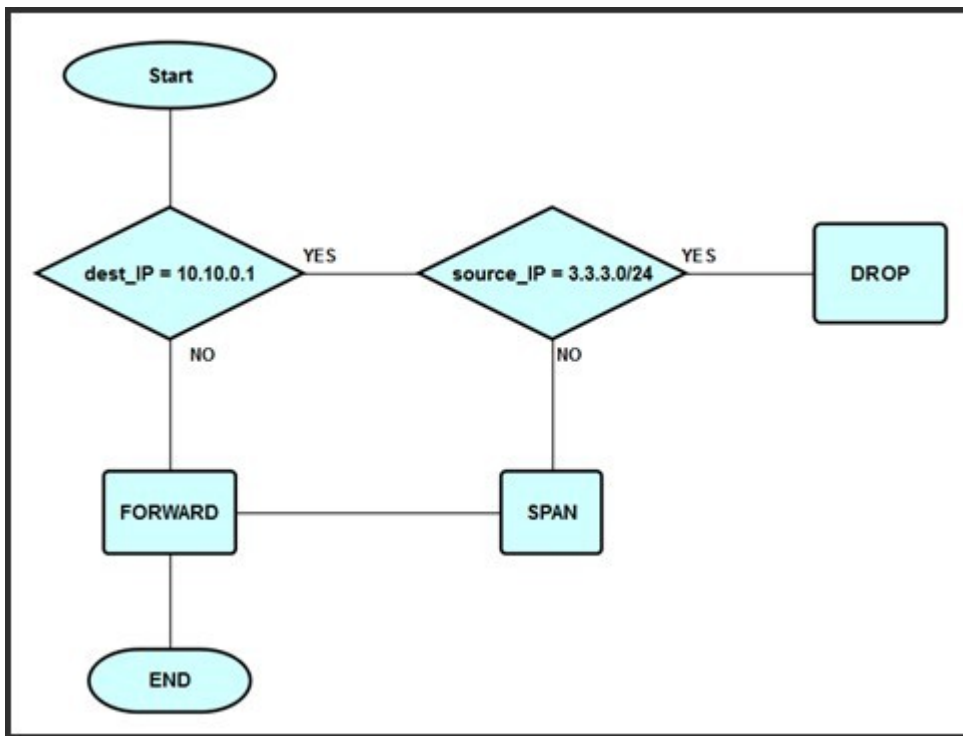 Start
dest_IP = 10.10.0.1
YES
source_IP = 3.3.3.0/24
YES
DROP
NO
NO
FORWARD
SPAN
END